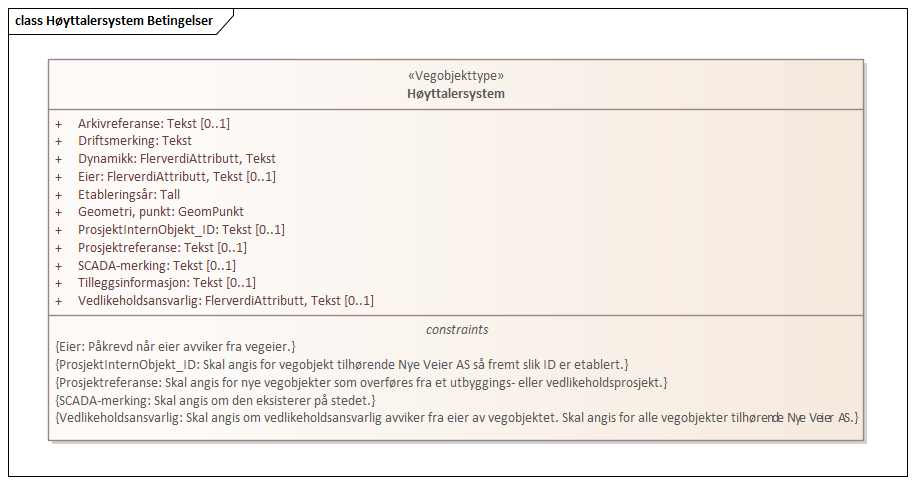 class Høyttalersystem Betingelser
«Vegobjekttype»
Høyttalersystem
+ Arkivreferanse: Tekst [0..1]
+ Driftsmerking: Tekst
+ Dynamikk: FlerverdiAttributt, Tekst
+ Eier: FlerverdiAttributt, Tekst [0..1]
+ Etableringsår: Tall
+ Geometri, punkt: GeomPunkt
+ ProsjektInternObjekt_ID: Tekst [0..1]
+ Prosjektreferanse: Tekst [0..1]
+ SCADA-merking: Tekst [0..1]
+ Tilleggsinformasjon: Tekst [0..1]
+ Vedlikeholdsansvarlig: FlerverdiAttributt, Tekst [0..1]
constraints
{Eier: Påkrevd når eier avviker fra vegeier.}
{ProsjektInternObjekt_ID: Skal angis for vegobjekt tilhørende Nye Veier AS så fremt slik ID er etablert.}
{Prosjektreferanse: Skal angis for nye vegobjekter som overføres fra et utbyggings- eller vedlikeholdsprosjekt.}
{SCADA-merking: Skal angis om den eksisterer på stedet.}
{Vedlikeholdsansvarlig: Skal angis om vedlikeholdsansvarlig avviker fra eier av vegobjektet. Skal angis for alle vegobjekter tilhørende Nye Veier AS.}